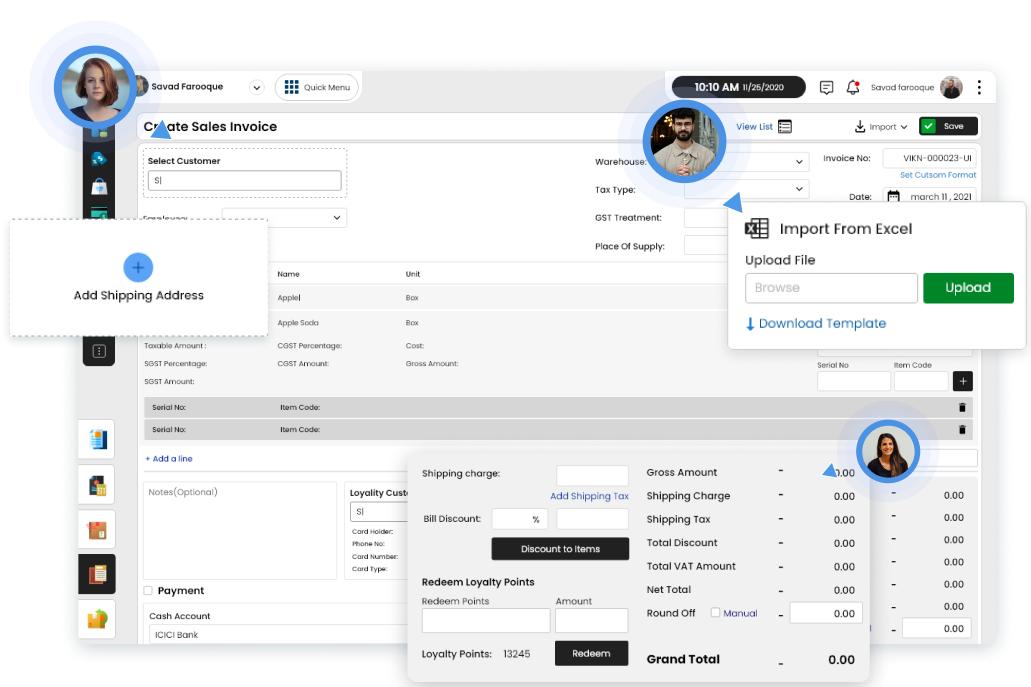 Savad Farooque
Quick Menu
10:10 AM 11/25/2020
Savad farooque
Create Sales Invoice
View List
Import
Save
Select Customer
S|
Warehouse:
Invoice No:
VIKN-000023-UI
Set Cutsom Format
Tax Type:
Date:
march 11 , 2021
GST Treatment:
Place Of Supply:
Add Shipping Address
Import From Excel
Upload File
Browse
Upload
Download Template
Name
Unit
Applel
Box
Apple Soda
Box
Taxable Amount :
CGST Percentage:
Cost:
SGST Percentage:
CGST Amount:
Gross Amount:
SGST Amount:
Serial No
Item Code
Serial No:
Item Code:
Serial No:
Item Code:
+ Add a line
Notes(Optional)
Loyality Custo
S|
Card Holder:
Phone No:
Card Number:
Card Type:
Payment
Cash Account
ICICI Bank
Shipping charge:
Add Shipping Tax
Bill Discount:
%
Discount to Items
Redeem Loyalty Points
Redeem Points
Amount
Loyalty Points: 13245
Redeem
Gross Amount - 0.00
Shipping Charge - 0.00
Shipping Tax - 0.00
Total Discount - 0.00
Total VAT Amount - 0.00
Net Total - 0.00
Round Off Manual - 0.00
Grand Total - 0.00
- 0.00
- 0.00
- 0.00
- 0.00
- 0.00
- 0.00
- 0.00